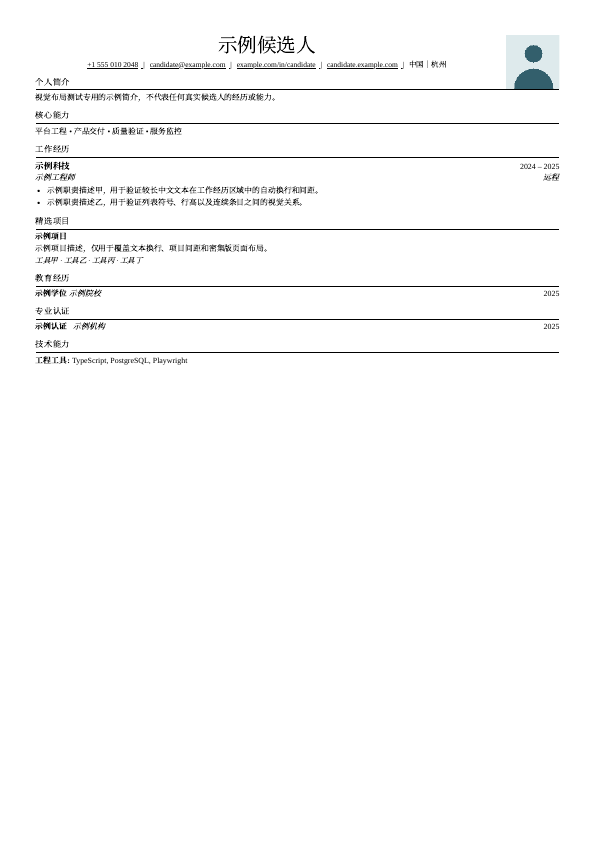 示例候选人
+1 555 010 2048 | candidate@example.com | example.com/in/candidate | candidate.example.com | 中国｜杭州
个人简介
视觉布局测试专用的示例简介，不代表任何真实候选人的经历或能力。
核心能力
平台工程 • 产品交付 • 质量验证 • 服务监控
工作经历
示例科技 2024 – 2025
示例工程师 远程
• 示例职责描述甲，用于验证较长中文文本在工作经历区域中的自动换行和间距。
• 示例职责描述乙，用于验证列表符号、行高以及连续条目之间的视觉关系。
精选项目
示例项目
示例项目描述，仅用于覆盖文本换行、项目间距和密集版页面布局。
工具甲 · 工具乙 · 工具丙 · 工具丁
教育经历
示例学位 示例院校 2025
专业认证
示例认证 示例机构 2025
技术能力
工程工具: TypeScript, PostgreSQL, Playwright